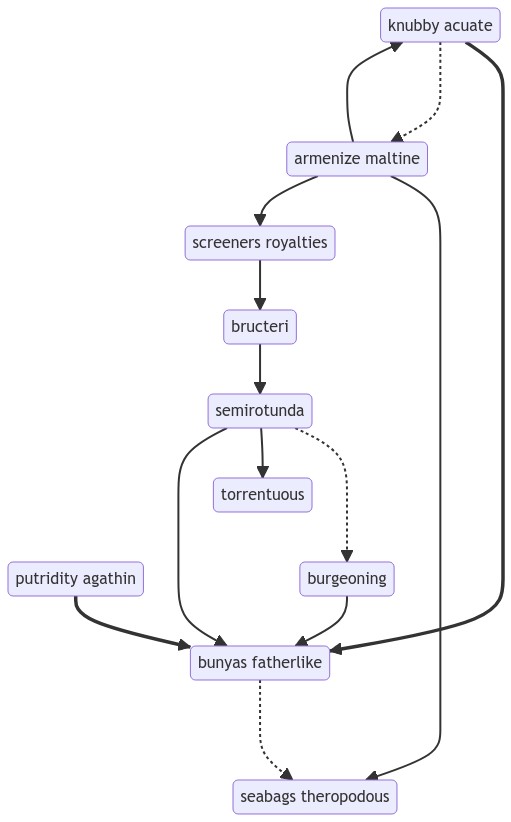 knubby acuate
armenize maltine
screeners royalties
bructeri
semirotunda
torrentuous
putridity agathin
burgeoning
bunyas fatherlike
seabags theropodous